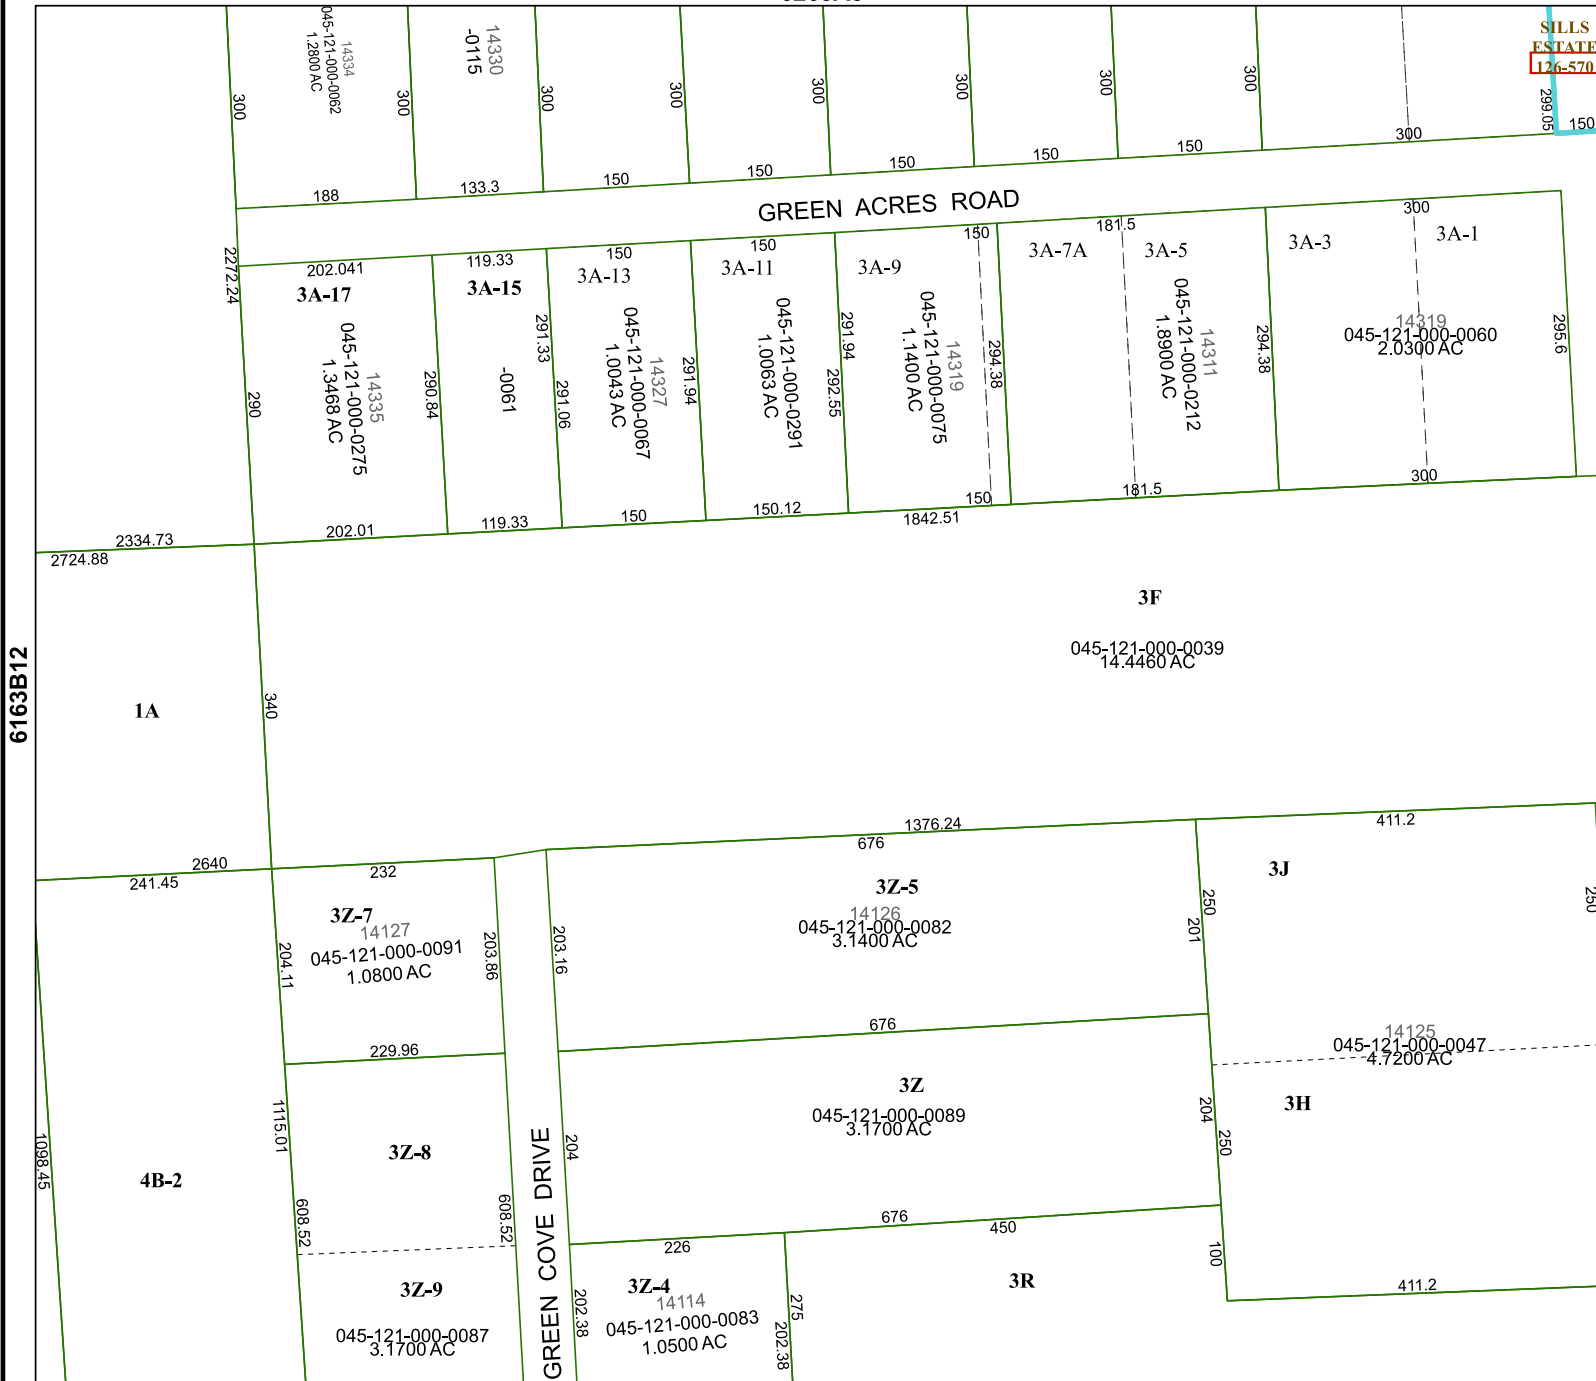 14334
045-121-000-0062
1.2800 AC
14330
-0115
SILLS
ESTATE
126-570
300
300
300
300
300
300
300
300
299.05
150
188
133.3
150
150
150
150
150
300
GREEN ACRES ROAD
2272.24
202.041
119.33
150
150
150
181.5
300
3A-17
3A-15
3A-13
3A-11
3A-9
3A-7A
3A-5
3A-3
3A-1
14335
045-121-000-0275
1.3468 AC
-0061
14327
045-121-000-0067
1.0043 AC
045-121-000-0291
1.0063 AC
14319
045-121-000-0075
1.1400 AC
14311
045-121-000-0212
1.8900 AC
14319
045-121-000-0060
2.0300 AC
290
290.84
291.33
291.06
291.94
291.94
292.55
294.38
294.38
295.6
202.01
119.33
150
150.12
150
181.5
300
1842.51
2334.73
2724.88
3F
045-121-000-0039
14.4460 AC
6163B12
1A
340
2640
241.45
232
1376.24
676
411.2
3Z-7
14127
045-121-000-0091
1.0800 AC
204.11
203.86
203.16
3Z-5
14126
045-121-000-0082
3.1400 AC
250
201
3J
250
229.96
676
14125
045-121-000-0047
4.7200 AC
3Z
045-121-000-0089
3.1700 AC
3H
1098.45
4B-2
1115.01
608.52
3Z-8
608.52
GREEN COVE DRIVE
204
204
250
676
450
226
100
411.2
3Z-9
045-121-000-0087
3.1700 AC
202.38
3Z-4
14114
045-121-000-0083
1.0500 AC
275
202.38
3R